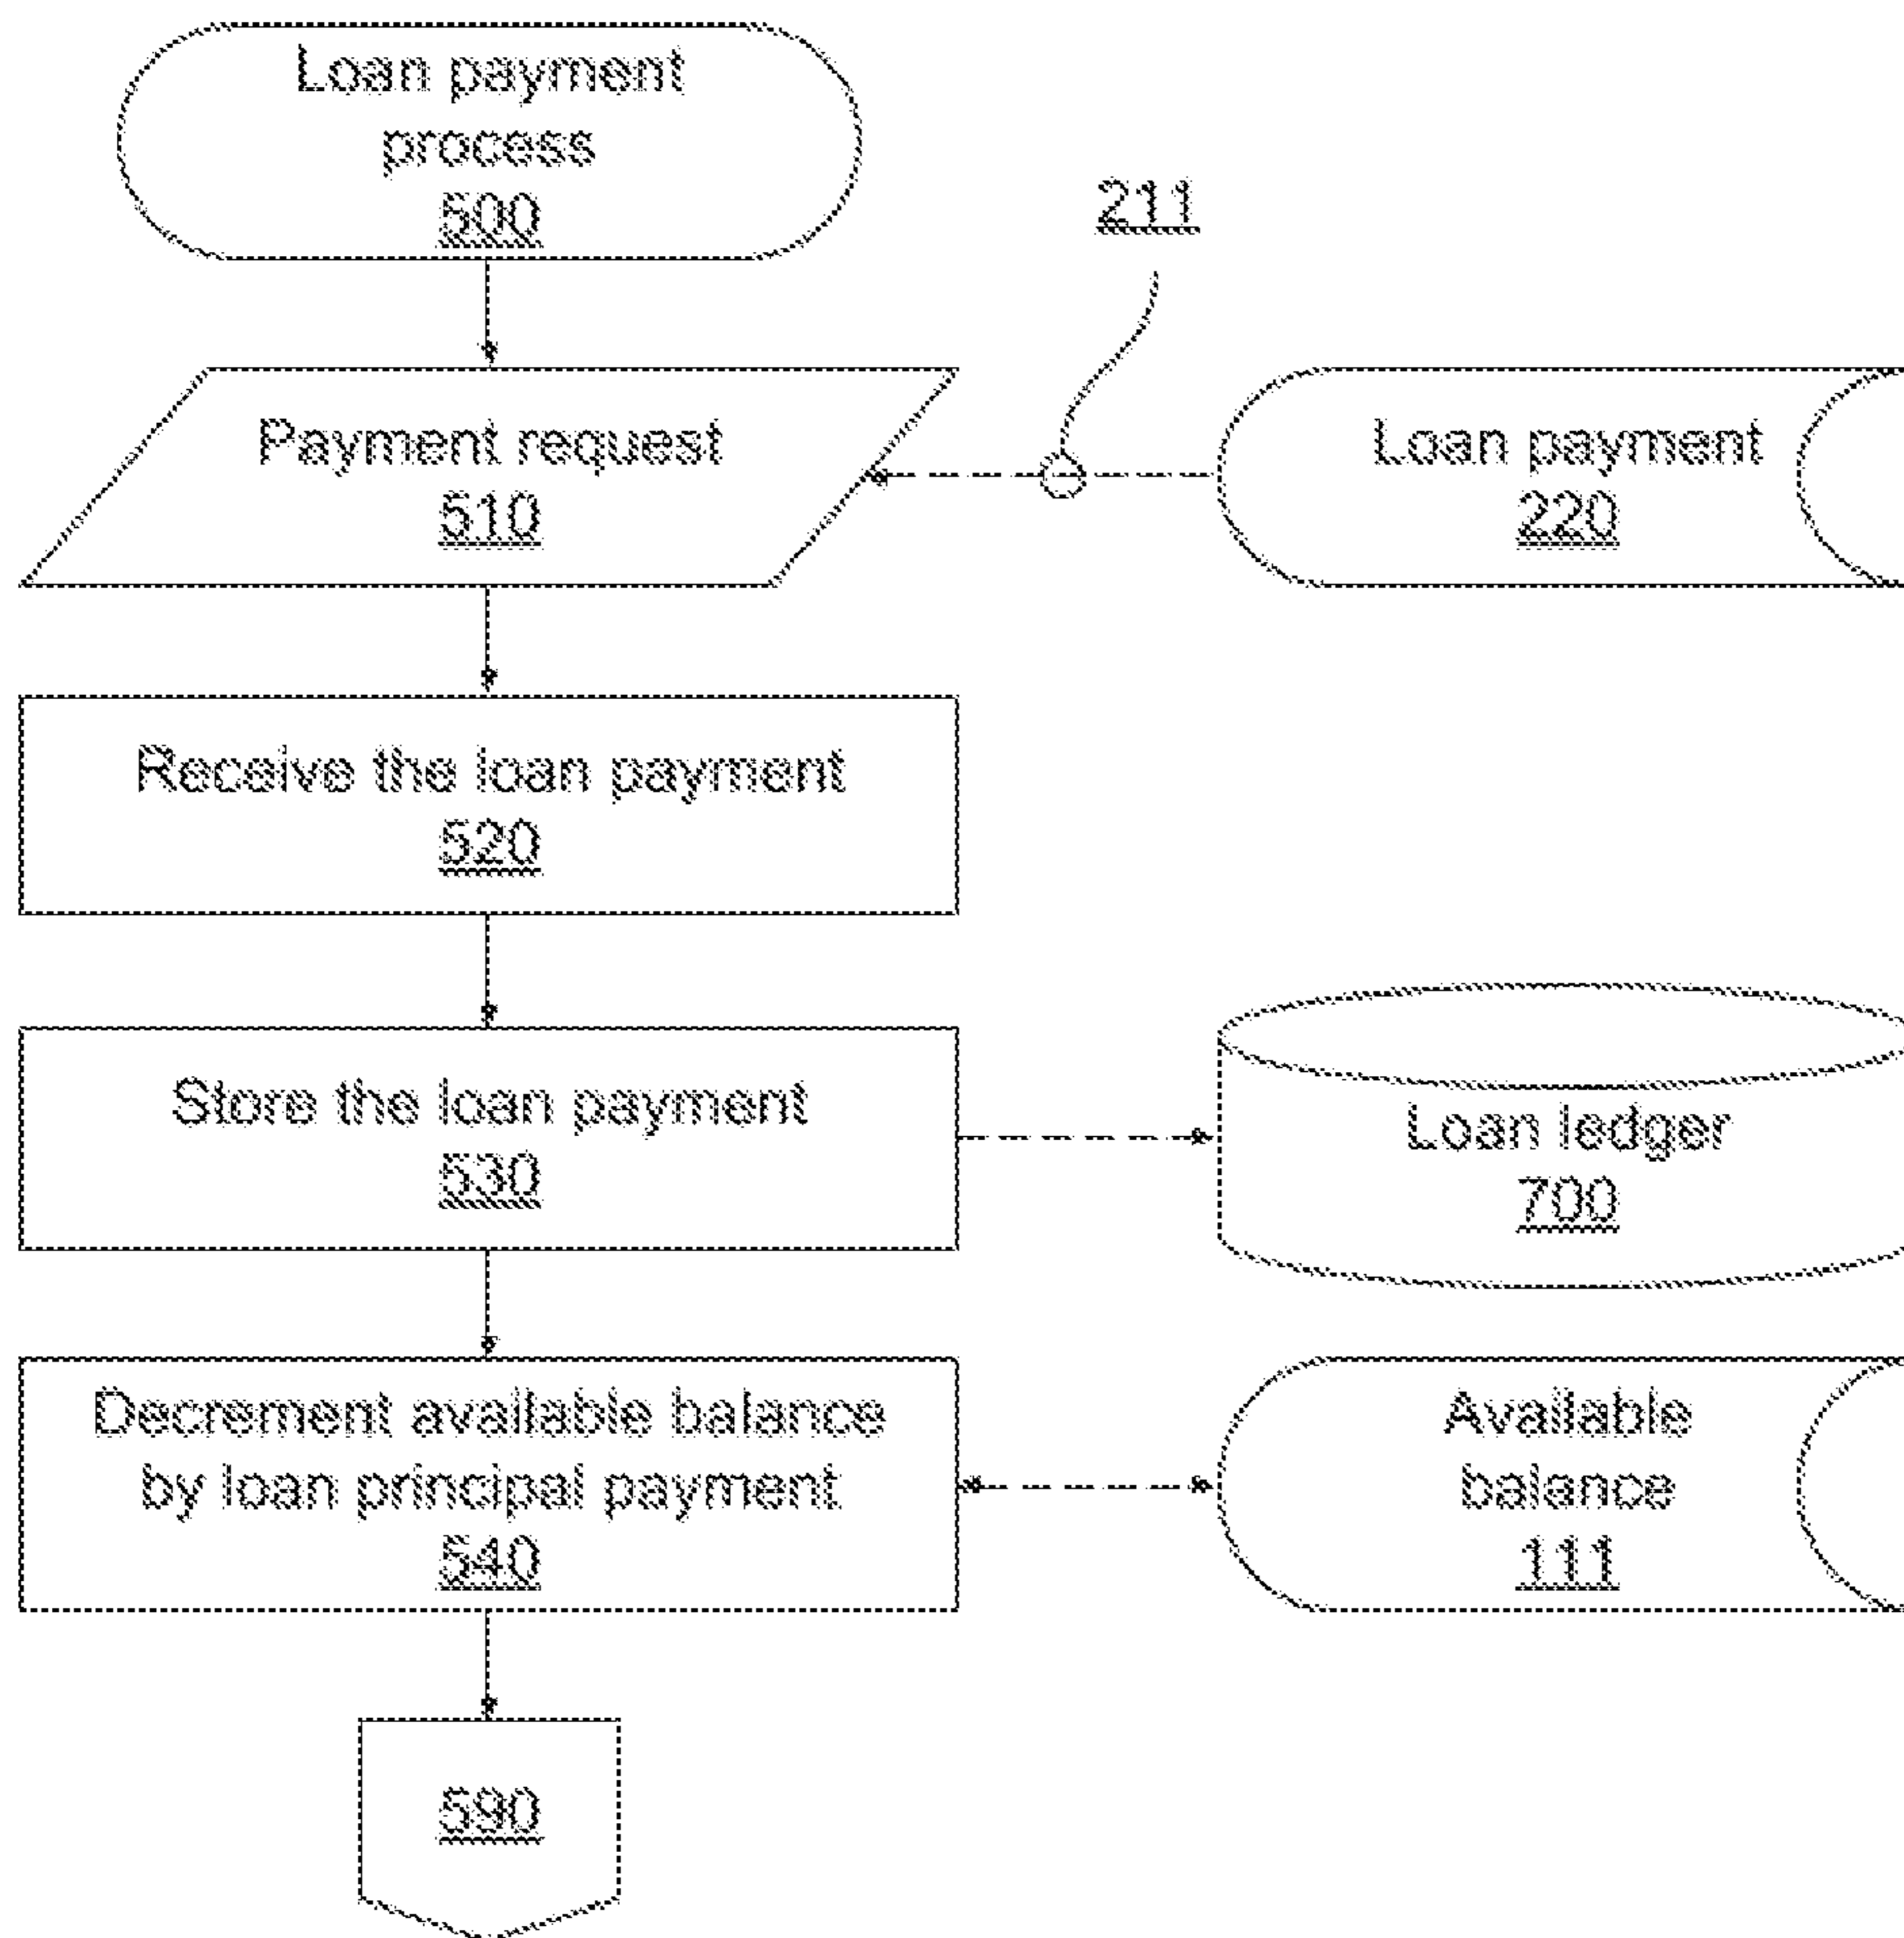 Loan payment
process
500
211
Payment request
510
Loan payment
220
Receive the loan payment
520
Store the loan payment
530
Loan ledger
700
Decrement available balance
by loan principal payment
540
Available
balance
111
590